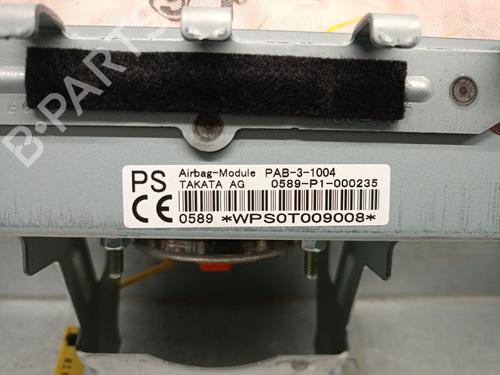 B-PARTS
PS Airbag-Module PAB-3-1004
TAKATA AG 0589-P1-000235
CE 0589 *WPS0T009008*